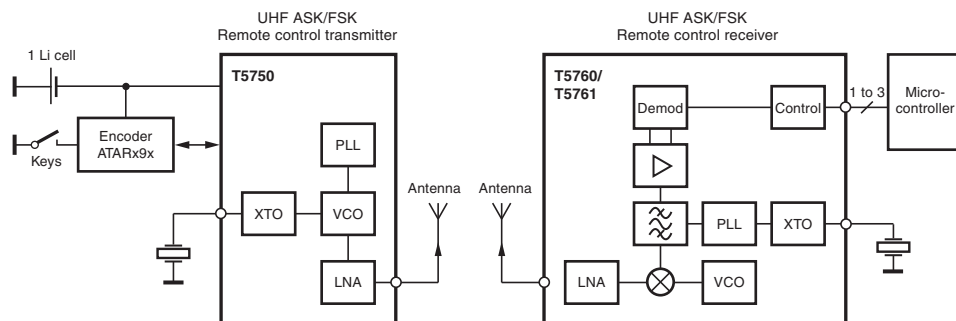 UHF ASK/FSK
Remote control transmitter
UHF ASK/FSK
Remote control receiver
1 Li cell
T5750
T5760/
T5761
1 to 3
Micro-
controller
Demod
Control
Encoder
ATARx9x
Keys
PLL
Antenna
Antenna
XTO
VCO
PLL
XTO
LNA
LNA
VCO